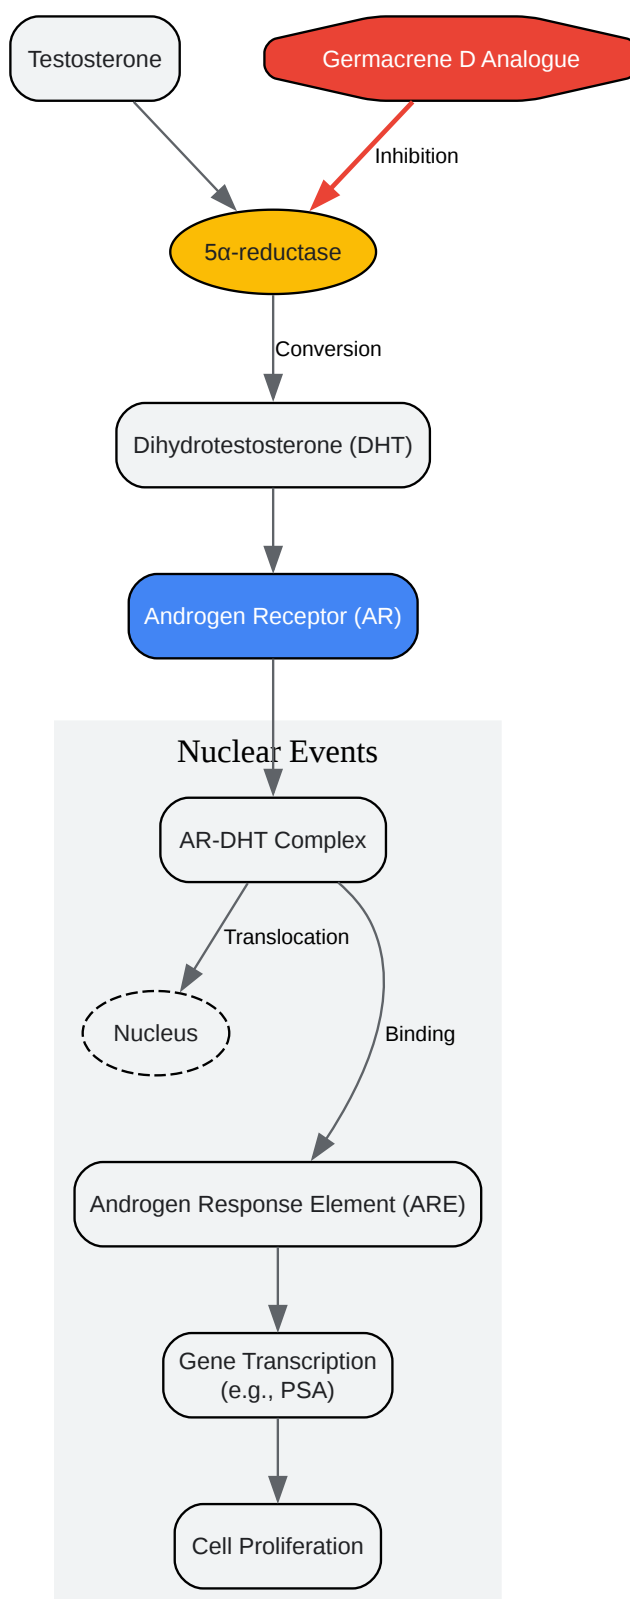 Testosterone
Germacrene D Analogue
Inhibition
5α-reductase
Conversion
Dihydrotestosterone (DHT)
Androgen Receptor (AR)
Nuclear Events
AR-DHT Complex
Translocation
Nucleus
Binding
Androgen Response Element (ARE)
Gene Transcription
(e.g., PSA)
Cell Proliferation